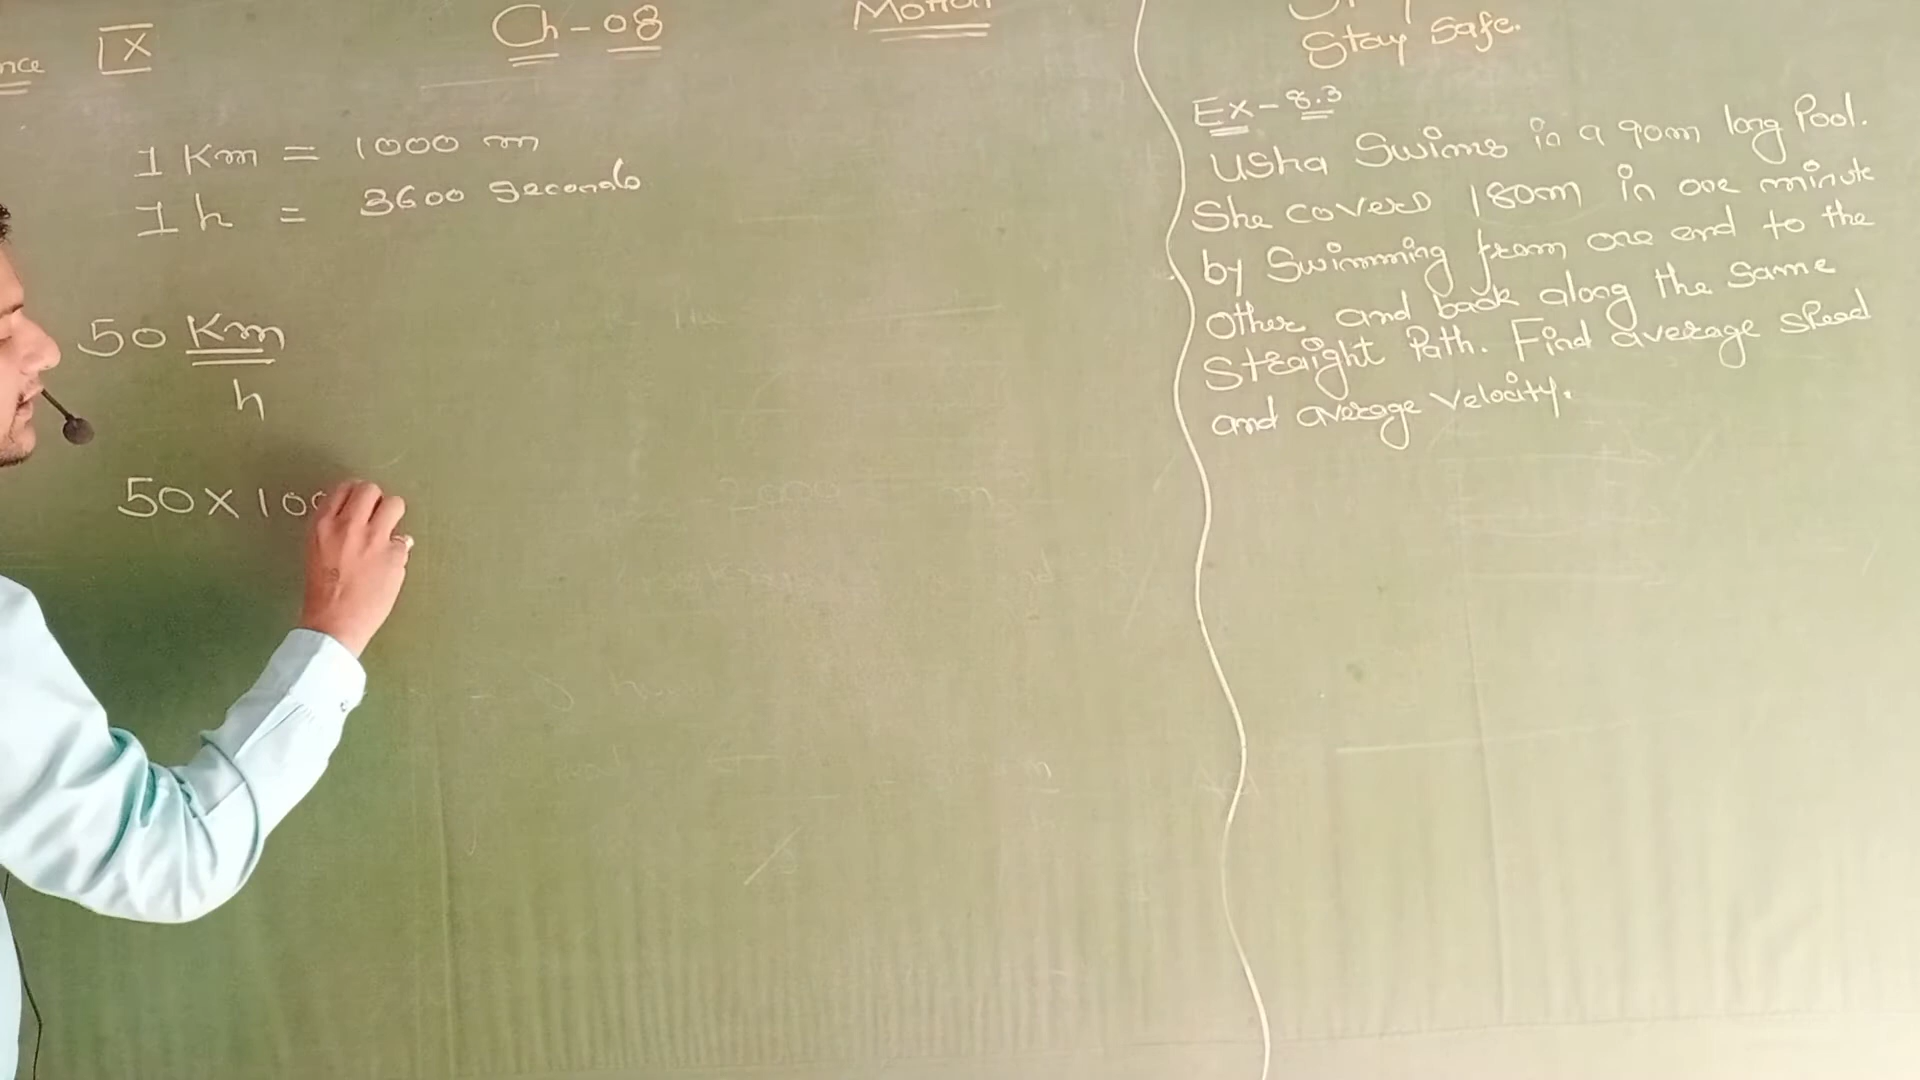 IX
Ch-08
Motion
1 Km = 1000 m
1 h = 3600 seconds
50 Km
h
50 x 100
Stay safe.
Ex-8.3
Usha Swims in a 90m long Pool.
She covers 180m in one minute
by Swimming from one end to the
other and back along the same
Straight Path. Find average speed
and average velocity.